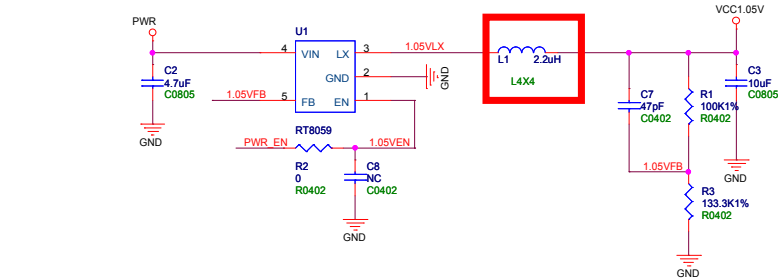 VCC1.05V
PWR
U1
4 VIN LX 3 1.05VLX
L1 2.2uH
L4X4
C2
4.7uF
C0805
GND 2
GND
1.05VFB 5 FB EN 1
C7
47pF
C0402
R1
100K1%
R0402
C3
10uF
C0805
GND
RT8059
PWR_EN 1.05VEN
R2
0
R0402
C8
NC
C0402
1.05VFB
GND
R3
133.3K1%
R0402
GND
GND